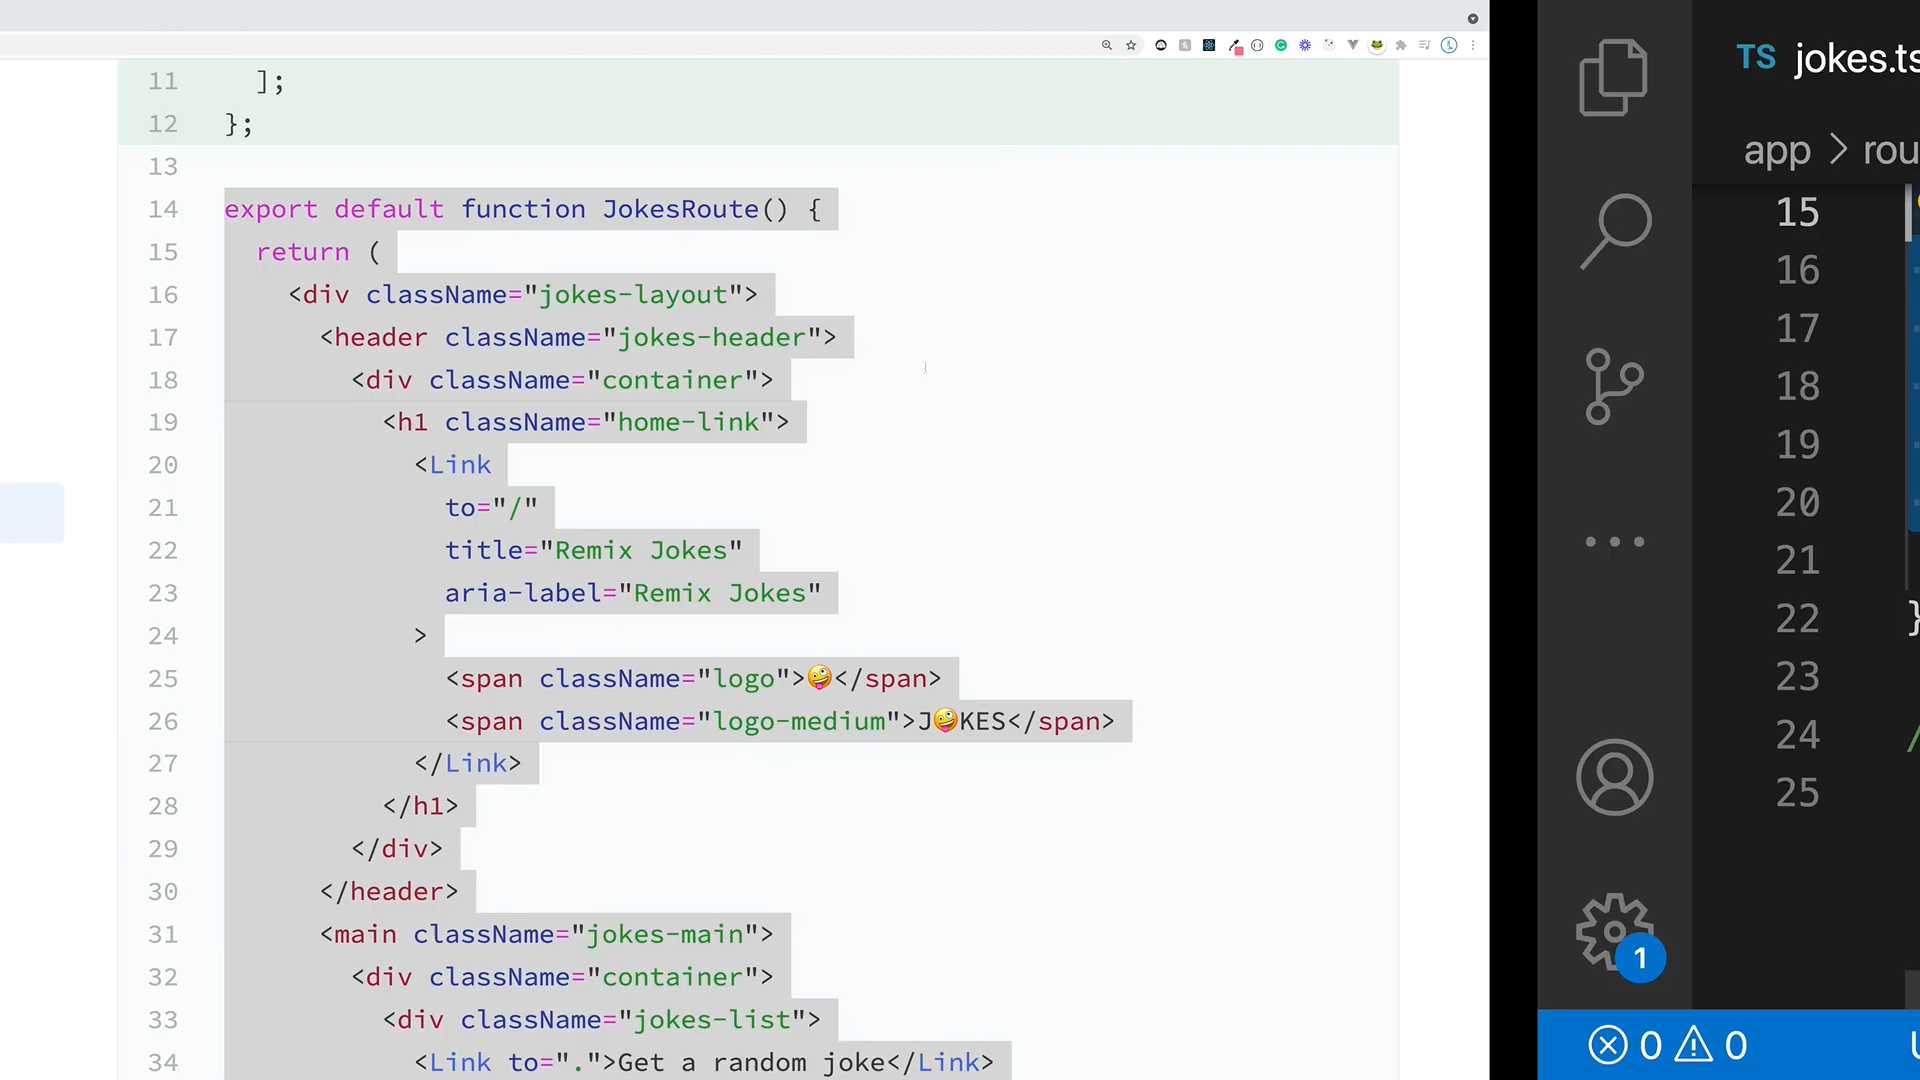 11 ];
12 };
13
14 export default function JokesRoute() {
15 return (
16 <div className="jokes-layout">
17 <header className="jokes-header">
18 <div className="container">
19 <h1 className="home-link">
20 <Link
21 to="/"
22 title="Remix Jokes"
23 aria-label="Remix Jokes"
24 >
25 <span className="logo">🤪</span>
26 <span className="logo-medium">J🤪KES</span>
27 </Link>
28 </h1>
29 </div>
30 </header>
31 <main className="jokes-main">
32 <div className="container">
33 <div className="jokes-list">
34 <Link to=".">Get a random joke</Link>
TS jokes.ts
app > rou
15
16
17
18
19
20
21
22 }
23
24 /
25
1
0 0